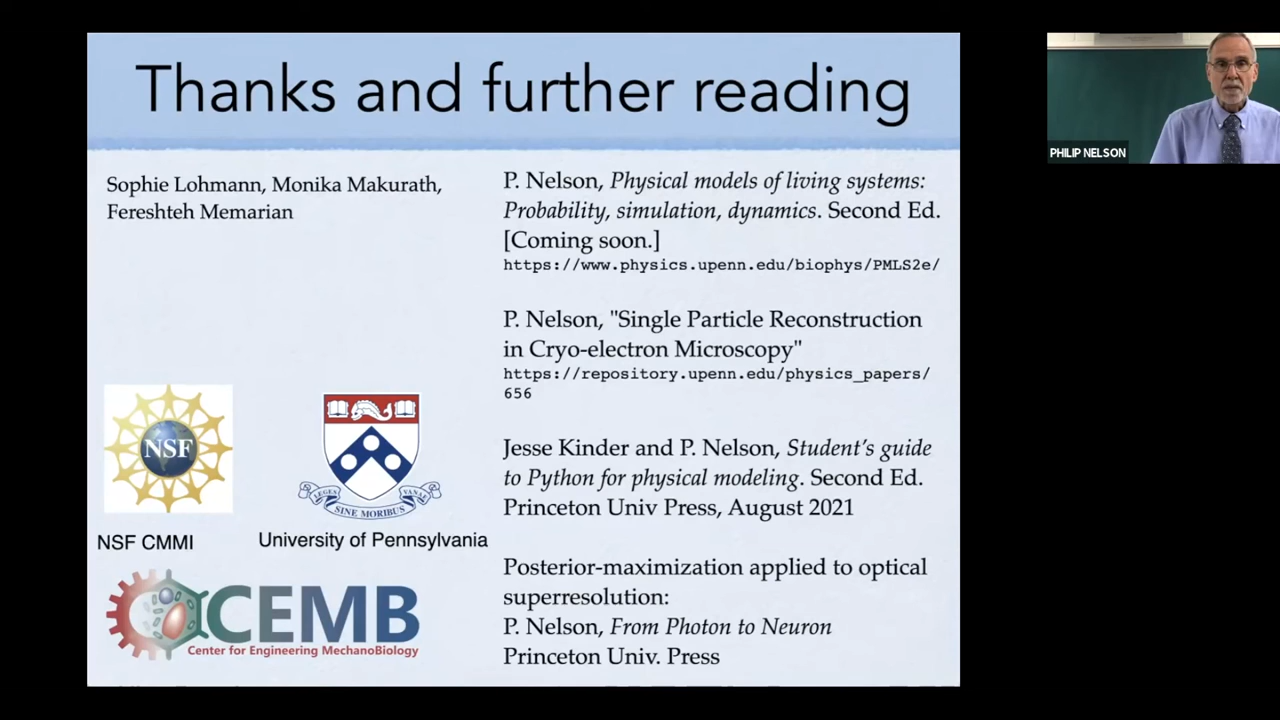 Thanks and further reading
PHILIP NELSON
Sophie Lohmann, Monika Makurath,
Fereshteh Memarian
P. Nelson, Physical models of living systems:
Probability, simulation, dynamics. Second Ed.
[Coming soon.]
https://www.physics.upenn.edu/biophys/PMLS2e/
P. Nelson, "Single Particle Reconstruction
in Cryo-electron Microscopy"
https://repository.upenn.edu/physics_papers/
656
Jesse Kinder and P. Nelson, Student's guide
to Python for physical modeling. Second Ed.
Princeton Univ Press, August 2021
Posterior-maximization applied to optical
superresolution:
P. Nelson, From Photon to Neuron
Princeton Univ. Press
NSF
NSF CMMI
LEGES VANAE
SINE MORIBUS
University of Pennsylvania
CEMB
Center for Engineering MechanoBiology